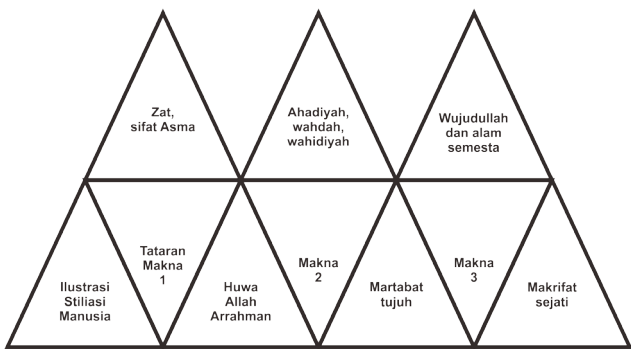 Zat,
sifat Asma
Ahadiyah,
wahdah,
wahidiyah
Wujudullah
dan alam
semesta
Ilustrasi
Stiliasi
Manusia
Tataran
Makna
1
Huwa
Allah
Arrahman
Makna
2
Martabat
tujuh
Makna
3
Makrifat
sejati